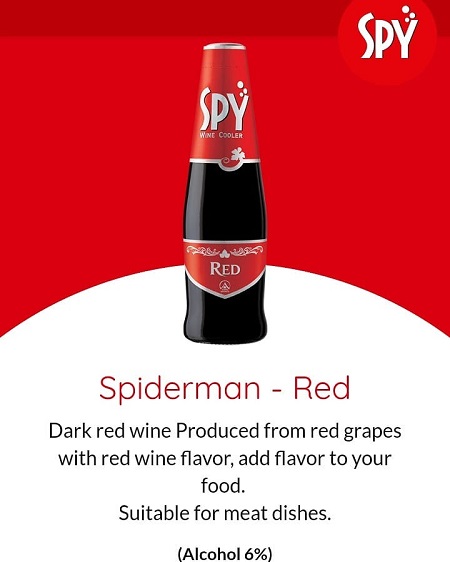 SPY
SPY
WINE COOLER
RED
Spiderman - Red
Dark red wine Produced from red grapes
with red wine flavor, add flavor to your
food.
Suitable for meat dishes.
(Alcohol 6%)